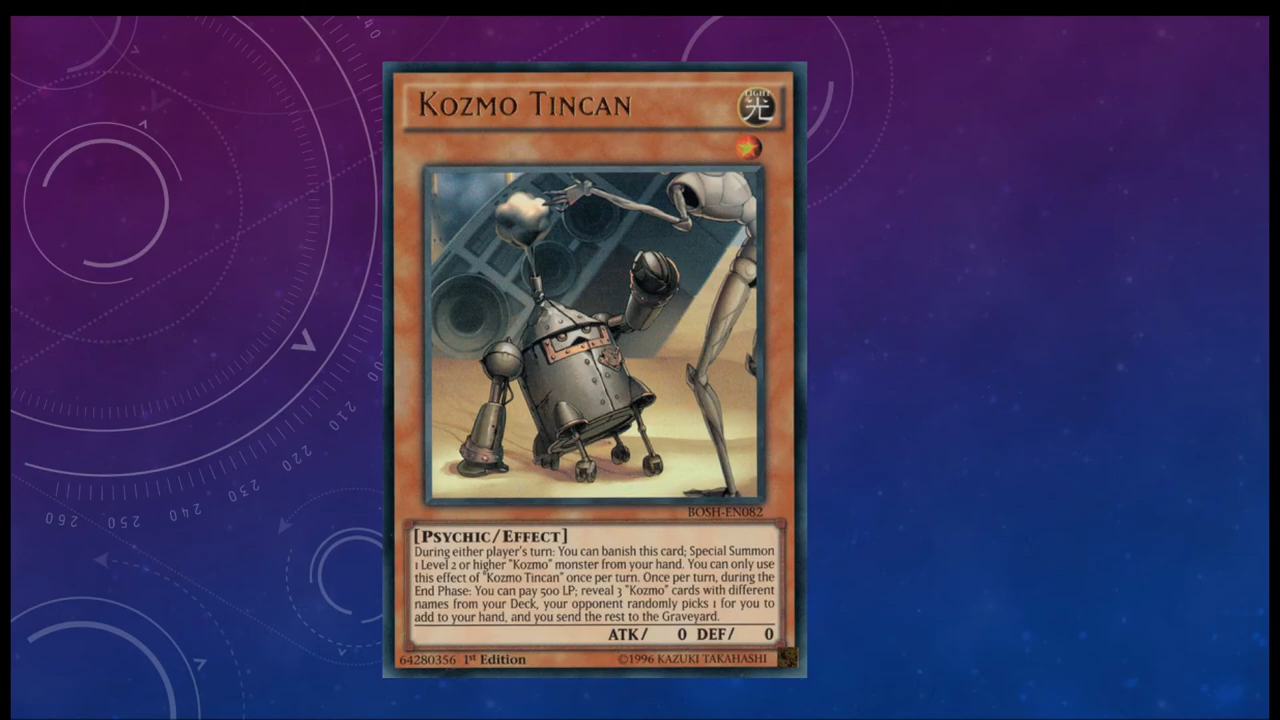 KOZMO TINCAN
LIGHT
光
BOSH-EN082
[PSYCHIC/EFFECT]
During either player's turn: You can banish this card; Special Summon
1 Level 2 or higher "Kozmo" monster from your hand. You can only use
this effect of "Kozmo Tincan" once per turn. Once per turn, during the
End Phase: You can pay 500 LP; reveal 3 "Kozmo" cards with different
names from your Deck, your opponent randomly picks 1 for you to
add to your hand, and you send the rest to the Graveyard.
ATK/ 0 DEF/ 0
64280356 1st Edition ©1996 KAZUKI TAKAHASHI
40
200
210
220
230
240
250
260